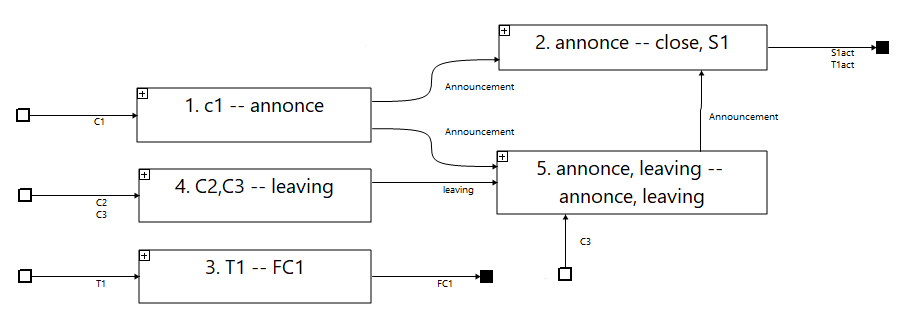 2. annonce -- close, S1
S1act
T1act
Announcement
1. c1 -- annonce
C1
Announcement
Announcement
5. annonce, leaving --
annonce, leaving
4. C2,C3 -- leaving
leaving
C2
C3
C3
3. T1 -- FC1
T1
FC1